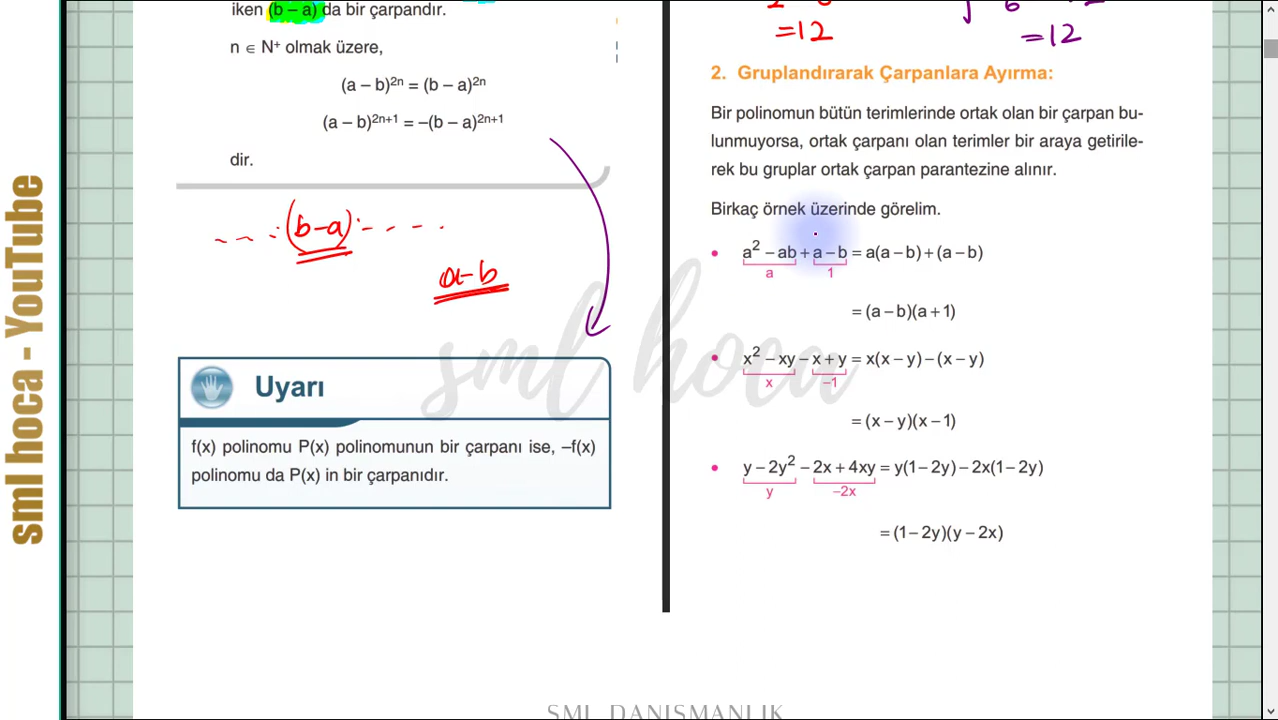 sml hoca - YouTube
iken (b – a) da bir çarpandır.
n ∈ N⁺ olmak üzere,
(a – b)²ⁿ = (b – a)²ⁿ
(a – b)²ⁿ⁺¹ = –(b – a)²ⁿ⁺¹
dir.
(b-a)
a-b
Uyarı
f(x) polinomu P(x) polinomunun bir çarpanı ise, –f(x)
polinomu da P(x) in bir çarpanıdır.
=12
=12
2. Gruplandırarak Çarpanlara Ayırma:
Bir polinomun bütün terimlerinde ortak olan bir çarpan bu-
lunmuyorsa, ortak çarpanı olan terimler bir araya getirile-
rek bu gruplar ortak çarpan parantezine alınır.
Birkaç örnek üzerinde görelim.
• a² – ab + a – b = a(a – b) + (a – b)
a 1
= (a – b)(a + 1)
• x² – xy – x + y = x(x – y) – (x – y)
x –1
= (x – y)(x – 1)
• y – 2y² – 2x + 4xy = y(1 – 2y) – 2x(1 – 2y)
y –2x
= (1 – 2y)(y – 2x)
sml hoca
SML DANISMANLIK